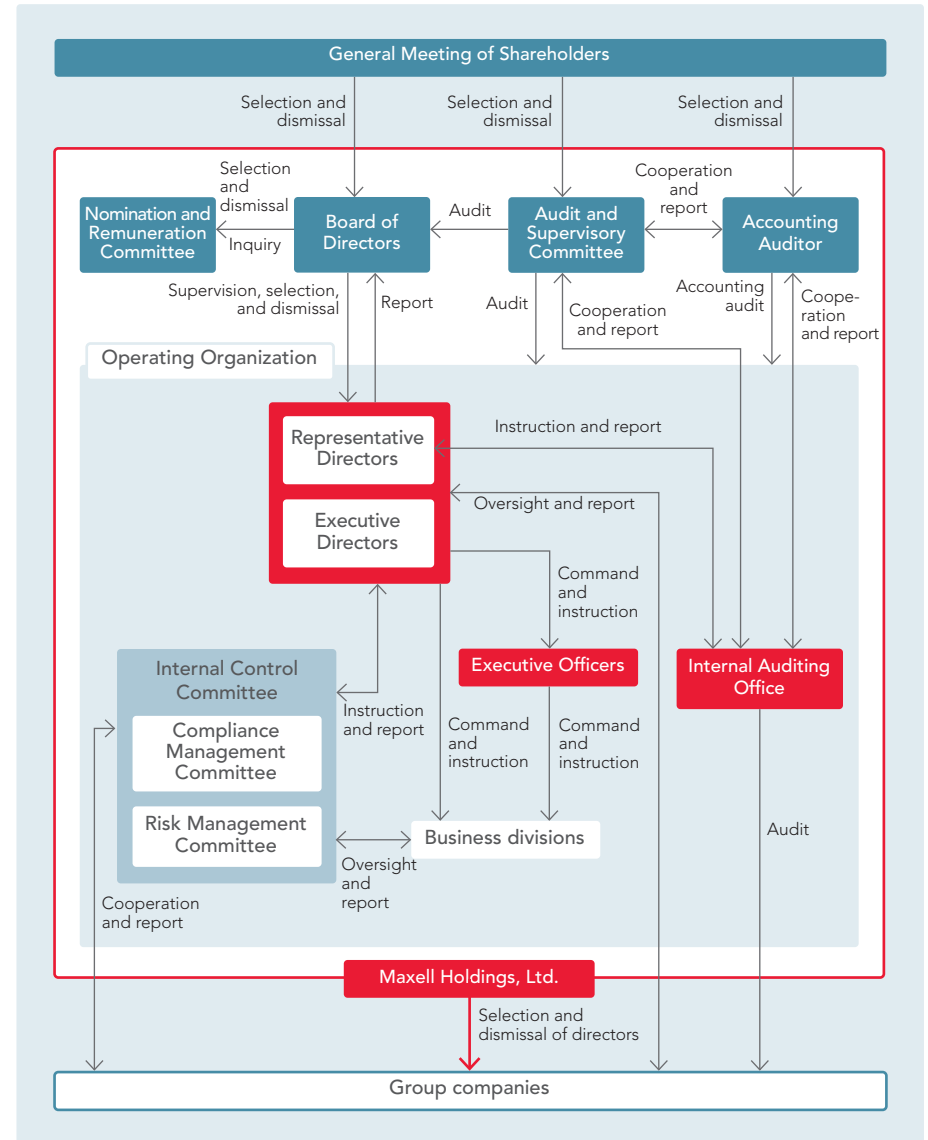 General Meeting of Shareholders
Selection and
dismissal
Selection and
dismissal
Selection and
dismissal
Selection
and
dismissal
Cooperation
and
report
Nomination and
Remuneration
Committee
Inquiry
Board of
Directors
Audit
Audit and
Supervisory
Committee
Accounting
Auditor
Supervision, selection,
and dismissal
Report
Audit
Cooperation
and report
Accounting
audit
Coope-
ration
and report
Operating Organization
Representative
Directors
Instruction and report
Executive
Directors
Oversight and report
Command
and
instruction
Executive Officers
Internal Auditing
Office
Internal Control
Committee
Instruction
and report
Compliance
Management
Committee
Command
and
instruction
Command
and
instruction
Risk Management
Committee
Oversight
and
report
Business divisions
Audit
Cooperation
and report
Maxell Holdings, Ltd.
Selection and
dismissal of directors
Group companies